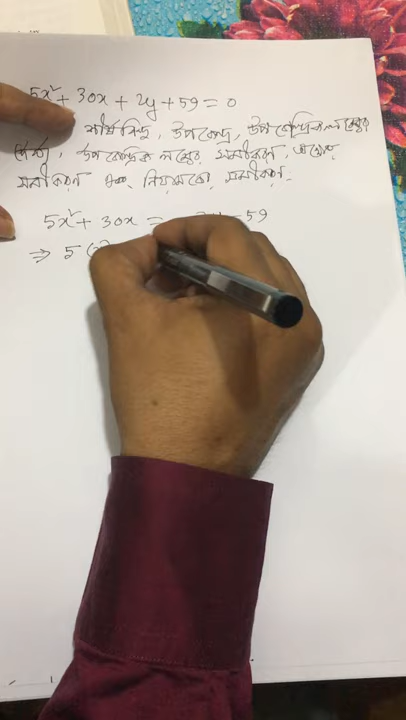 5x² + 30x + 2y + 59 = 0
শীর্ষবিন্দু, উপকেন্দ্র, উপকেন্দ্রিক লম্বের
দৈর্ঘ্য, উপকেন্দ্রিক লম্বের সমীকরণ, অক্ষের
সমীকরণ নিয়ামকের সমীকরণ।
5x² + 30x = 59
⇒ 5 (